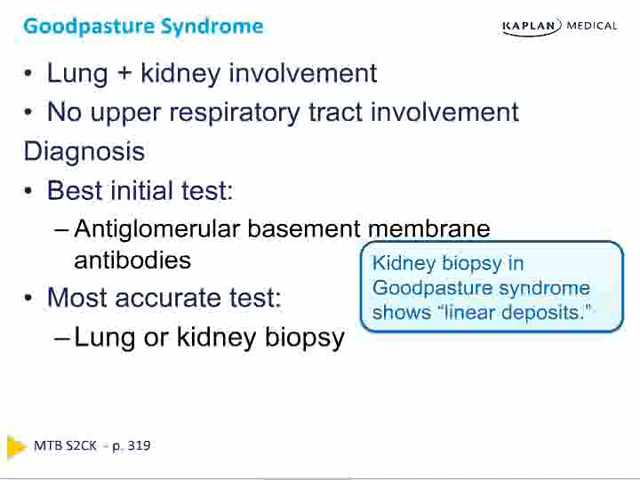 Goodpasture Syndrome
KAPLAN MEDICAL
• Lung + kidney involvement
• No upper respiratory tract involvement
Diagnosis
• Best initial test:
– Antiglomerular basement membrane
antibodies
• Most accurate test:
–Lung or kidney biopsy
Kidney biopsy in
Goodpasture syndrome
shows “linear deposits.”
MTB S2CK - p. 319